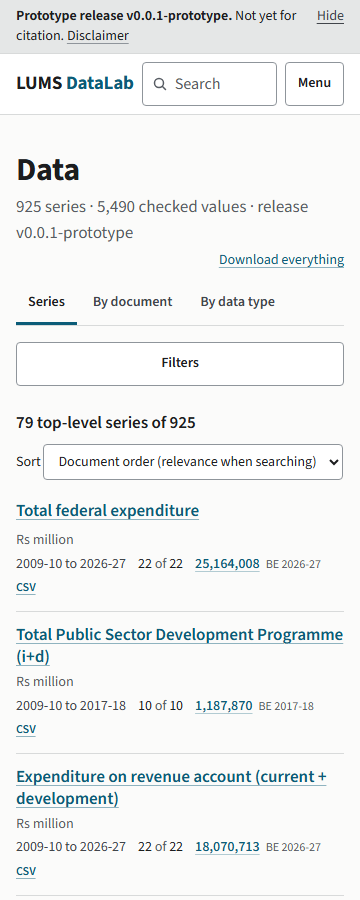 Prototype release v0.0.1-prototype. Not yet for Hide
citation. Disclaimer
LUMS DataLab Search Menu
Data
925 series · 5,490 checked values · release
v0.0.1-prototype
Download everything
Series By document By data type
Filters
79 top-level series of 925
Sort Document order (relevance when searching)
Total federal expenditure
Rs million
2009-10 to 2026-27 22 of 22 25,164,008 BE 2026-27
CSV
Total Public Sector Development Programme
(i+d)
Rs million
2009-10 to 2017-18 10 of 10 1,187,870 BE 2017-18
CSV
Expenditure on revenue account (current +
development)
Rs million
2009-10 to 2026-27 22 of 22 18,070,713 BE 2026-27
CSV